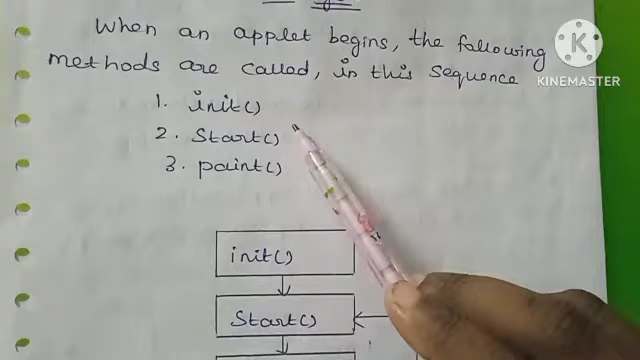 When an applet begins, the following
methods are called, in this sequence
1. init()
2. Start()
3. paint()
init()
Start()
KINEMASTER